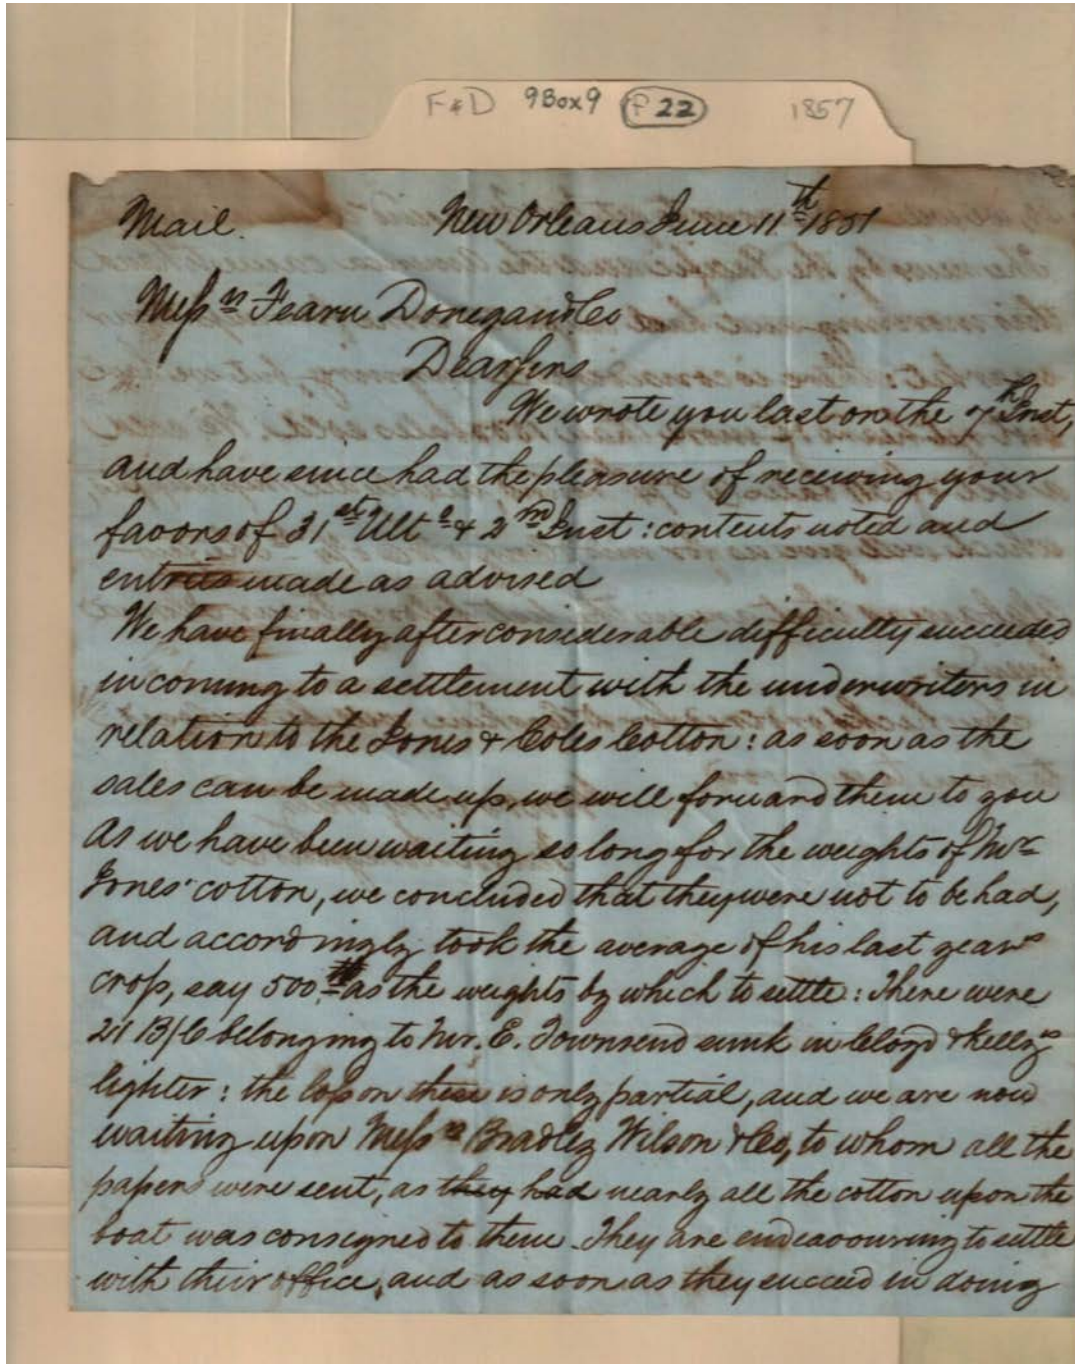 F&D 9Box9 P22 1857
Mail. New Orleans June 11th 1851
Messrs Fearn Donegan & Co
Dear Sirs
We wrote you last on the 7th Inst,
and have since had the pleasure of receiving your
favors of 31st Ulto & 2nd Inst: contents noted and
entries made as advised
We have finally after considerable difficulty succeeded
in coming to a settlement with the underwriters in
relation to the Jones & Coles Cotton: as soon as the
sales can be made up, we will forward them to you
As we have been waiting so long for the weights of Mr
Jones' cotton, we concluded that they were not to be had,
and accordingly took the average of his last years
crop, say 500 lb as the weights by which to settle: There were
21 B/C belonging to Mr. E. Townsend sunk in Cloyd & Kellys
lighter: the loss on these is only partial, and we are now
waiting upon Messrs Bradley Wilson & Co, to whom all the
papers were sent, as they had nearly all the cotton upon the
boat was consigned to them. They are endeavouring to settle
with their office, and as soon as they succeed in doing